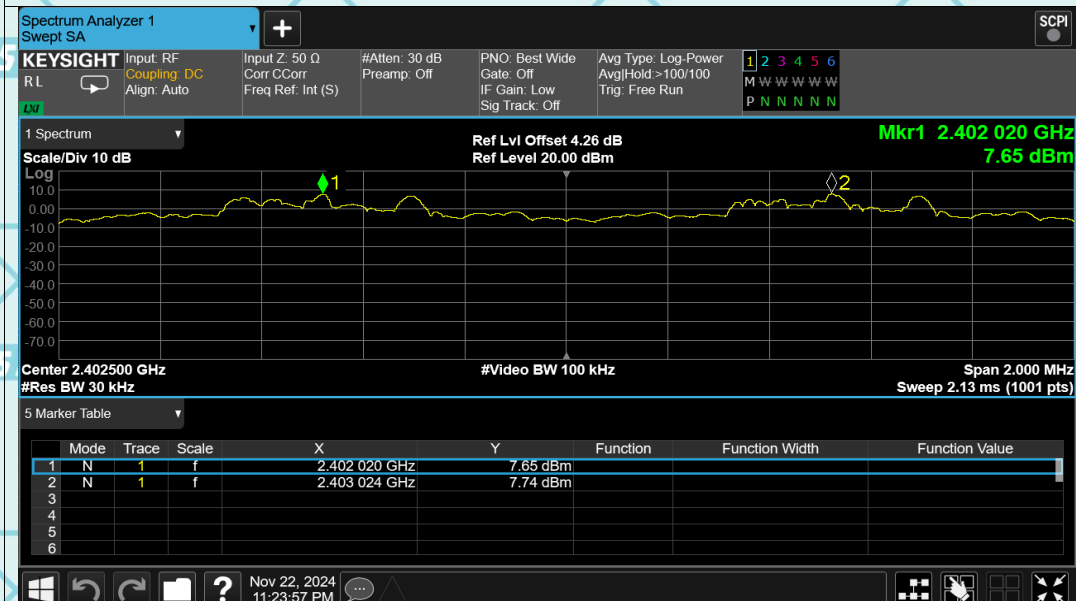 Spectrum Analyzer 1
Swept SA
SCPI
KEYSIGHT
R L
LXI
Input: RF
Coupling: DC
Align: Auto
Input Z: 50 Ω
Corr CCorr
Freq Ref: Int (S)
#Atten: 30 dB
Preamp: Off
PNO: Best Wide
Gate: Off
IF Gain: Low
Sig Track: Off
Avg Type: Log-Power
Avg|Hold:>100/100
Trig: Free Run
1 2 3 4 5 6
M W W W W W
P N N N N N
1 Spectrum
Scale/Div 10 dB
Ref Lvl Offset 4.26 dB
Ref Level 20.00 dBm
Mkr1 2.402 020 GHz
7.65 dBm
Log
10.0
0.00
-10.0
-20.0
-30.0
-40.0
-50.0
-60.0
-70.0
1
2
Center 2.402500 GHz
#Video BW 100 kHz
Span 2.000 MHz
#Res BW 30 kHz
Sweep 2.13 ms (1001 pts)
5 Marker Table
Mode Trace Scale X Y Function Function Width Function Value
1 N 1 f 2.402 020 GHz 7.65 dBm
2 N 1 f 2.403 024 GHz 7.74 dBm
3
4
5
6
?
Nov 22, 2024
11:23:57 PM